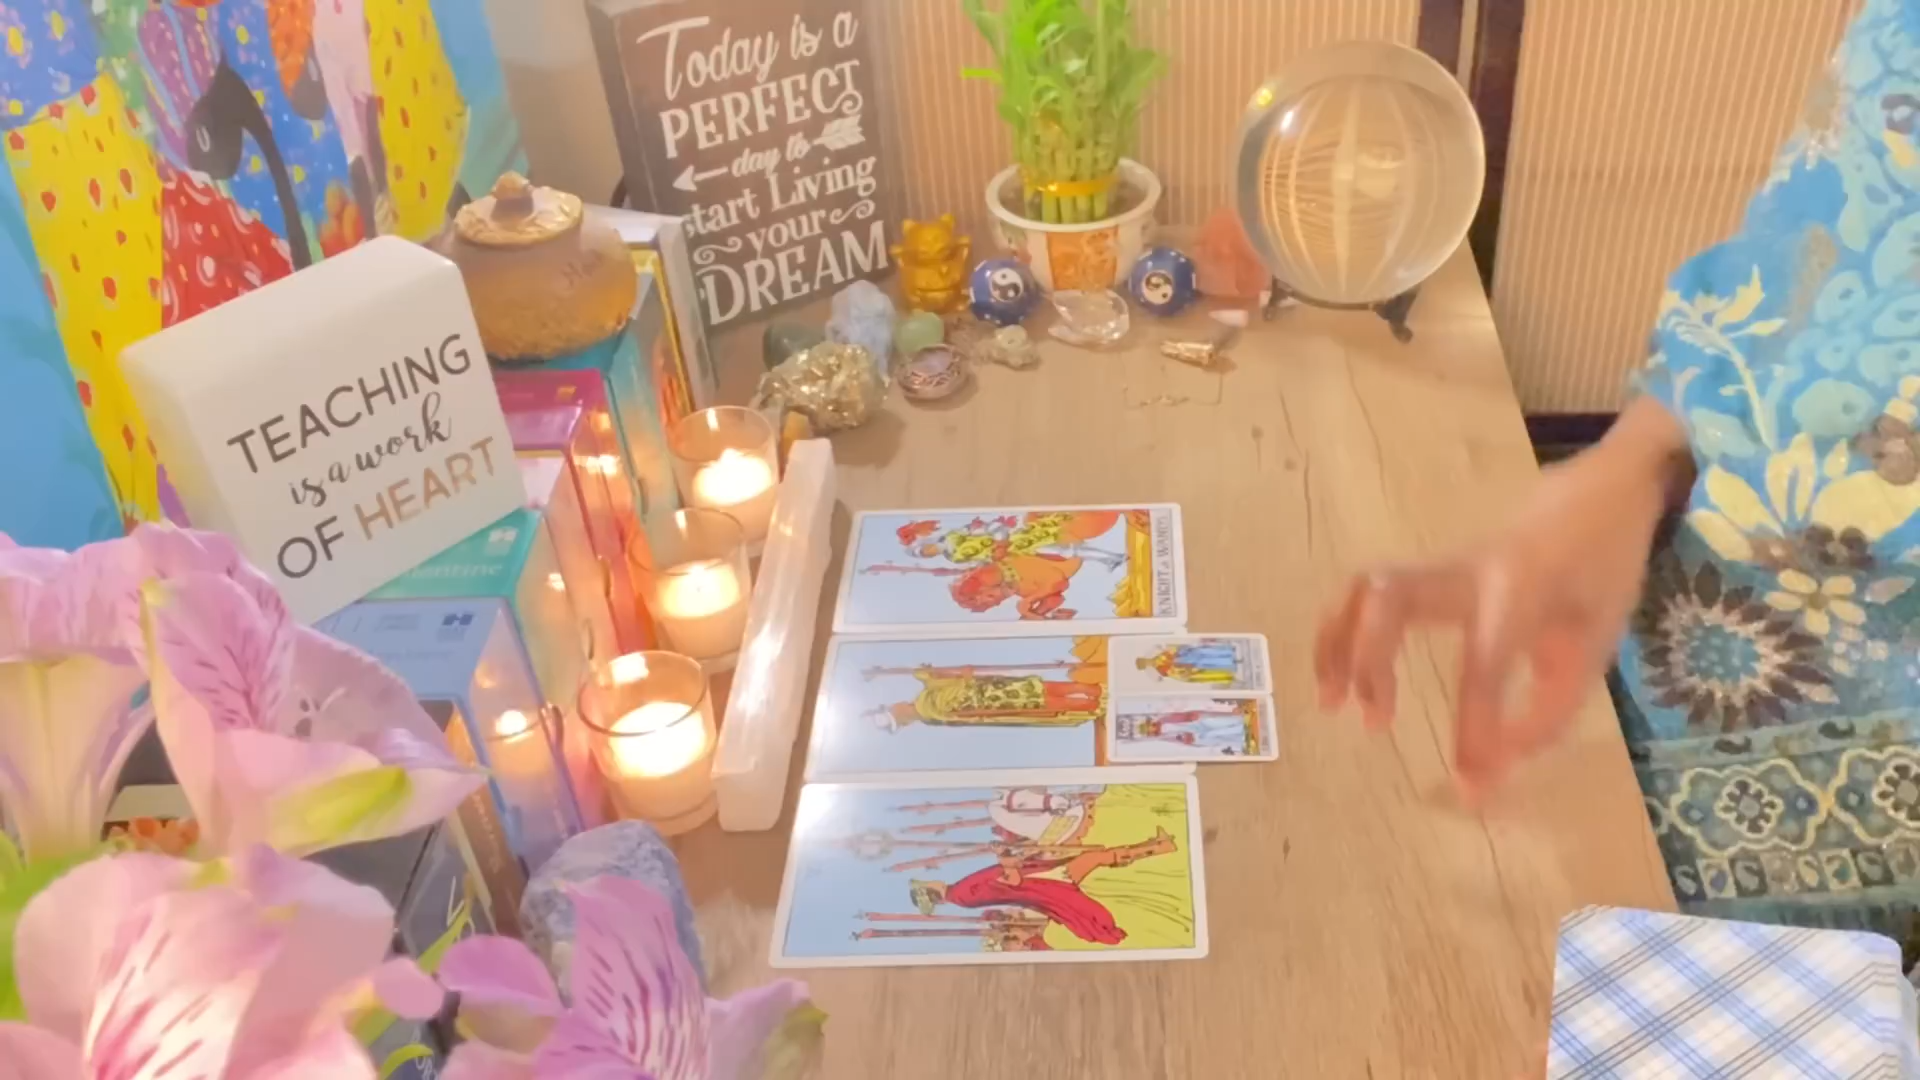 Today is a
PERFECT
day to
start Living
your
DREAM
TEACHING
is a work
OF HEART
KNIGHT of WANDS